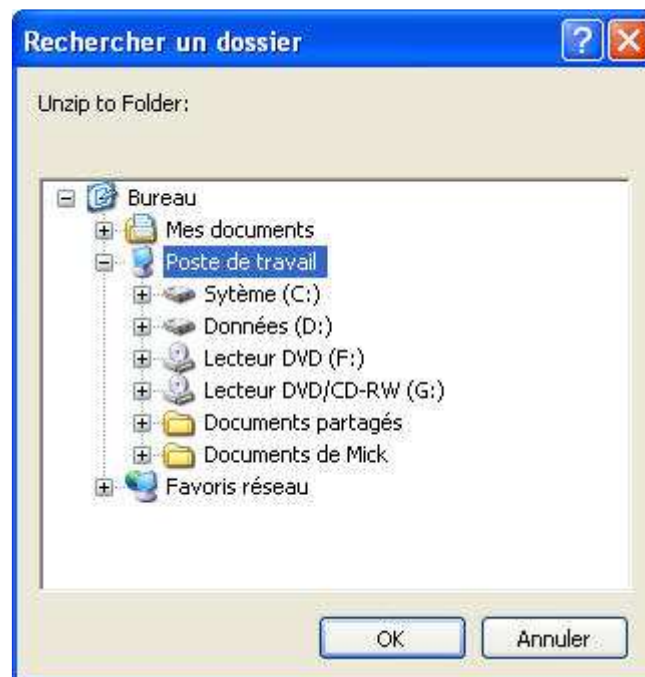 Rechercher un dossier
Unzip to Folder:
Bureau
Mes documents
Poste de travail
Sytème (C:)
Données (D:)
Lecteur DVD (F:)
Lecteur DVD/CD-RW (G:)
Documents partagés
Documents de Mick
Favoris réseau
OK Annuler